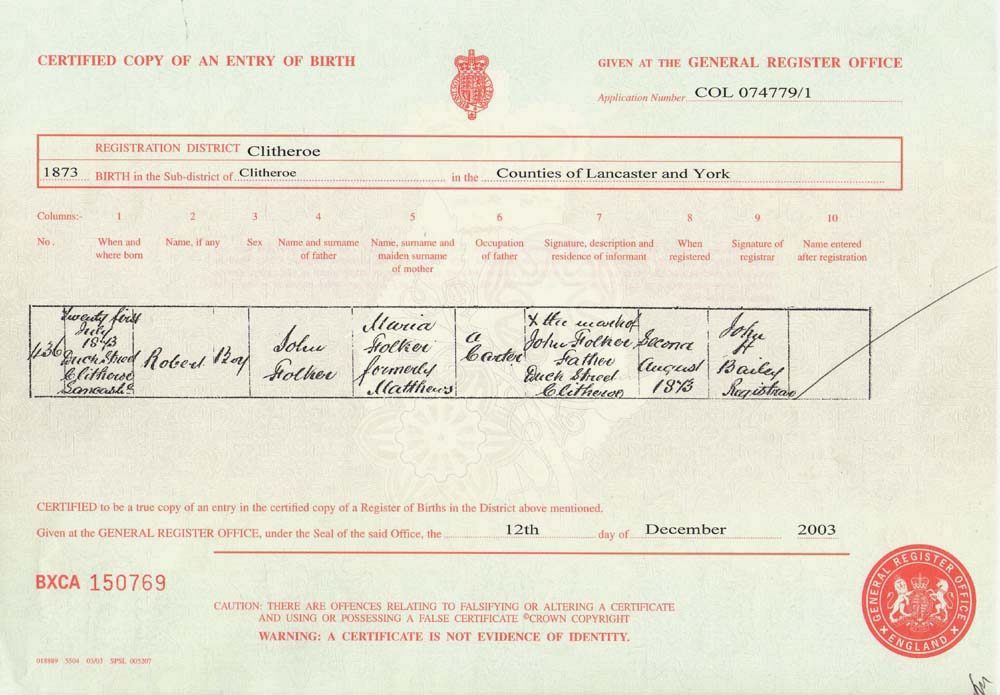 CERTIFIED COPY OF AN ENTRY OF BIRTH
GIVEN AT THE GENERAL REGISTER OFFICE
Application Number COL 074779/1
REGISTRATION DISTRICT Clitheroe
1873 BIRTH in the Sub-district of Clitheroe in the Counties of Lancaster and York
Columns:- 1 2 3 4 5 6 7 8 9 10
No. When and where born
Name, if any
Sex
Name and surname of father
Name, surname and maiden surname of mother
Occupation of father
Signature, description and residence of informant
When registered
Signature of registrar
Name entered after registration
436
Twenty first
July
1873
Duck Street
Clitheroe
Lancashe
Robert
Boy
John
Folker
Maria
Folker
formerly
Matthews
a
Carter
X the mark of
John Folker
Father
Duck Street
Clitheroe
Second
August
1873
John
H
Bailey
Registrar
CERTIFIED to be a true copy of an entry in the certified copy of a Register of Births in the District above mentioned.
Given at the GENERAL REGISTER OFFICE, under the Seal of the said Office, the 12th day of December 2003
BXCA 150769
CAUTION: THERE ARE OFFENCES RELATING TO FALSIFYING OR ALTERING A CERTIFICATE
AND USING OR POSSESSING A FALSE CERTIFICATE ©CROWN COPYRIGHT
WARNING: A CERTIFICATE IS NOT EVIDENCE OF IDENTITY.
GENERAL REGISTER OFFICE
ENGLAND
018889 5504 03/03 SPSL 005207